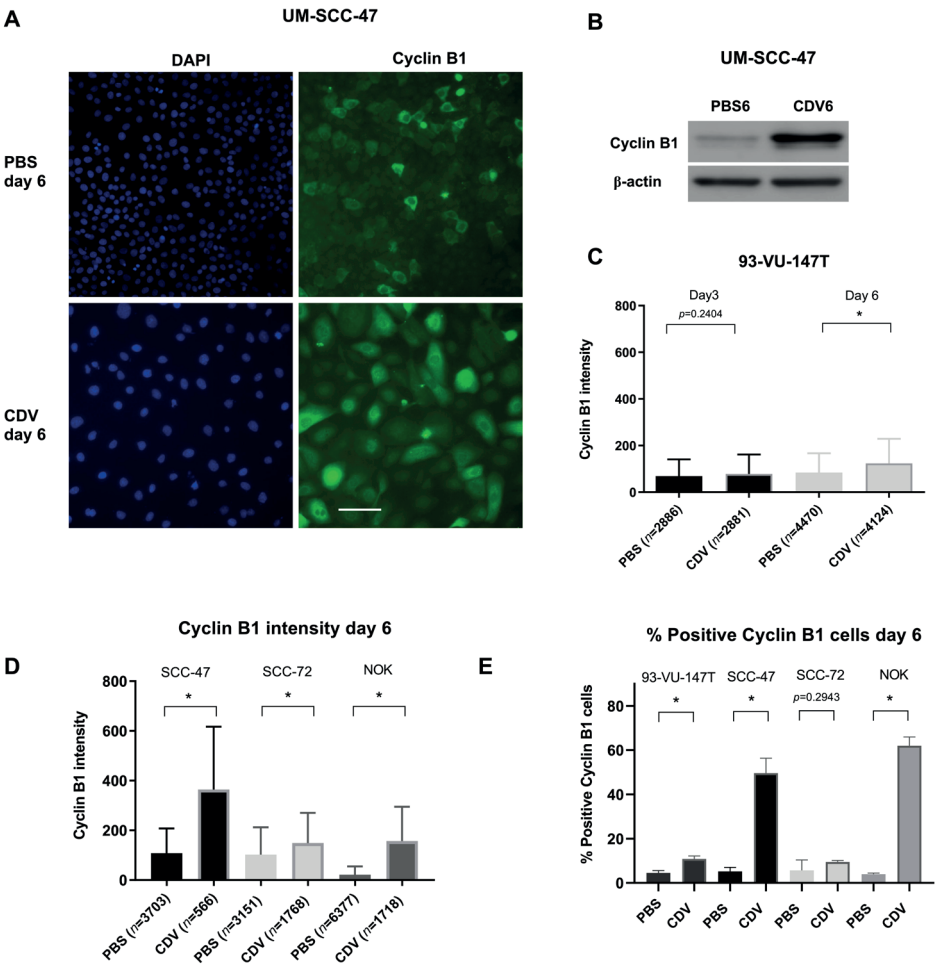 A
UM-SCC-47
DAPI
Cyclin B1
PBS
day 6
CDV
day 6
B
UM-SCC-47
PBS6
CDV6
Cyclin B1
β-actin
C
93-VU-147T
Day3
p=0.2404
Day 6
*
Cyclin B1 intensity
800
600
400
200
0
PBS (n=2886)
CDV (n=2881)
PBS (n=4470)
CDV (n=4124)
D
Cyclin B1 intensity day 6
SCC-47
SCC-72
NOK
*
*
*
Cyclin B1 intensity
800
600
400
200
0
PBS (n=3703)
CDV (n=566)
PBS (n=3151)
CDV (n=1768)
PBS (n=6377)
CDV (n=1718)
E
% Positive Cyclin B1 cells day 6
93-VU-147T
SCC-47
SCC-72
NOK
*
*
p=0.2943
*
% Positive Cyclin B1 cells
80
60
40
20
0
PBS
CDV
PBS
CDV
PBS
CDV
PBS
CDV